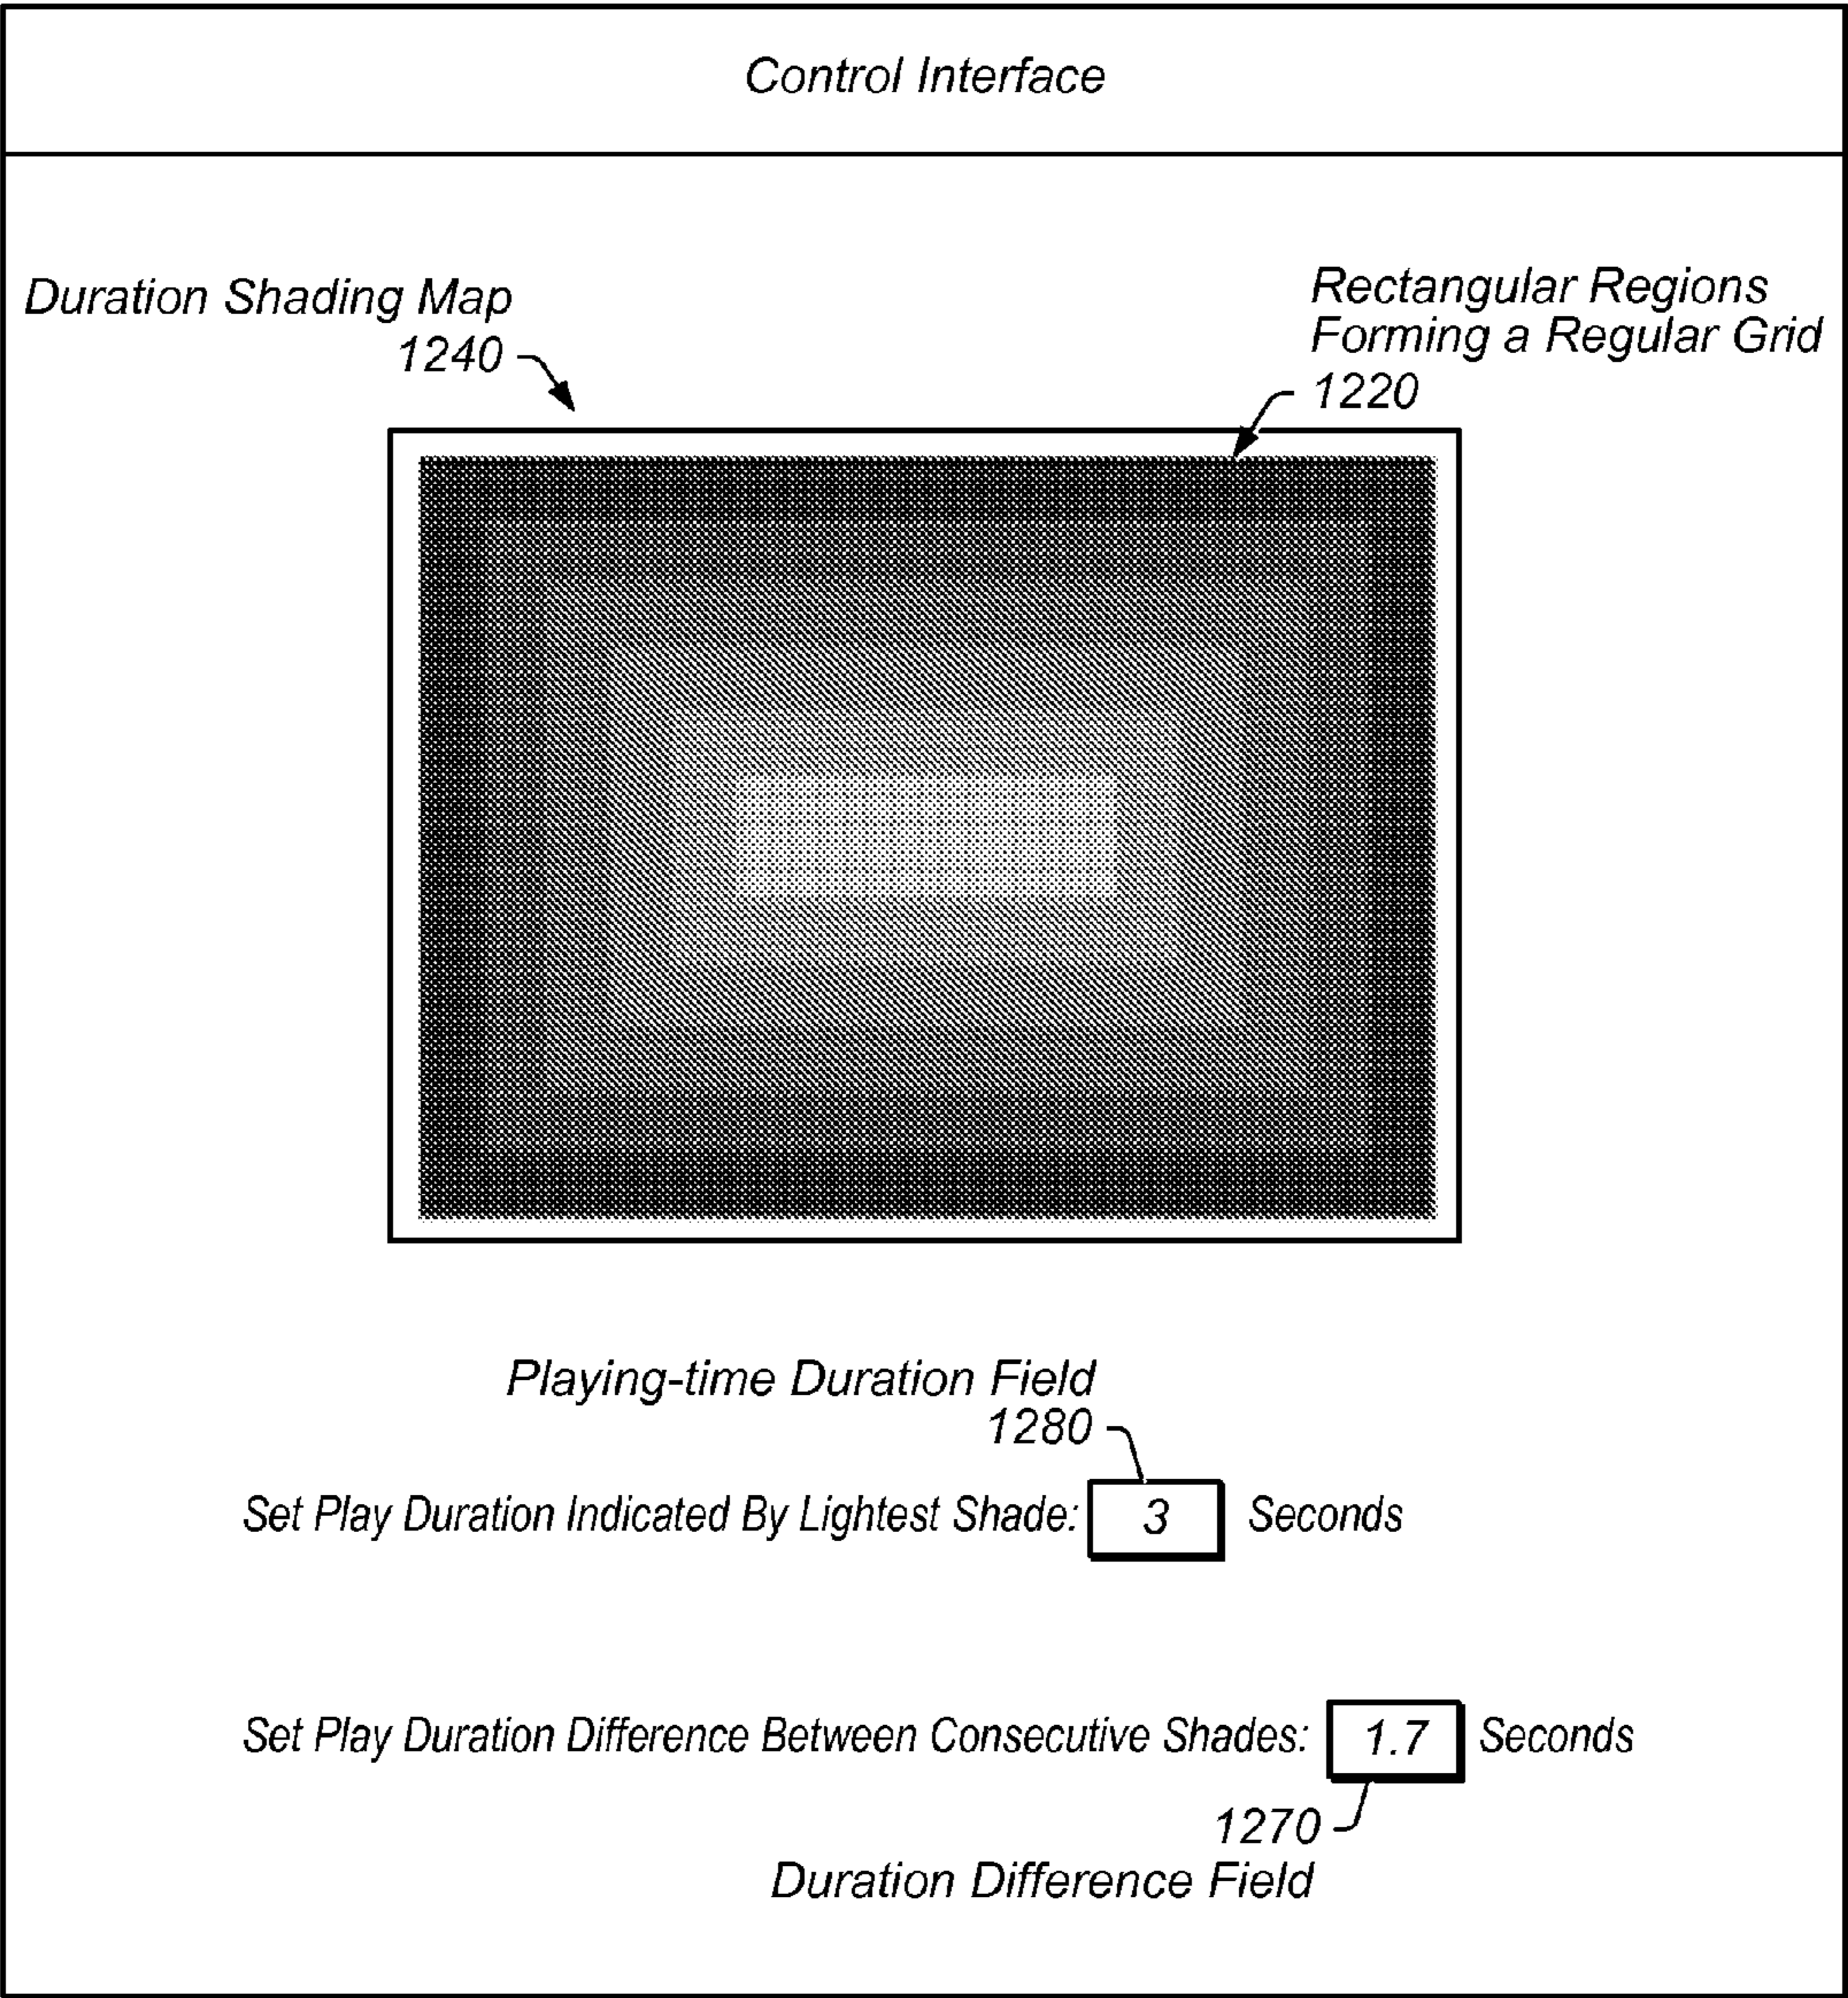 Control Interface
Duration Shading Map
1240
Rectangular Regions
Forming a Regular Grid
1220
Playing-time Duration Field
1280
Set Play Duration Indicated By Lightest Shade: 3 Seconds
Set Play Duration Difference Between Consecutive Shades: 1.7 Seconds
1270
Duration Difference Field